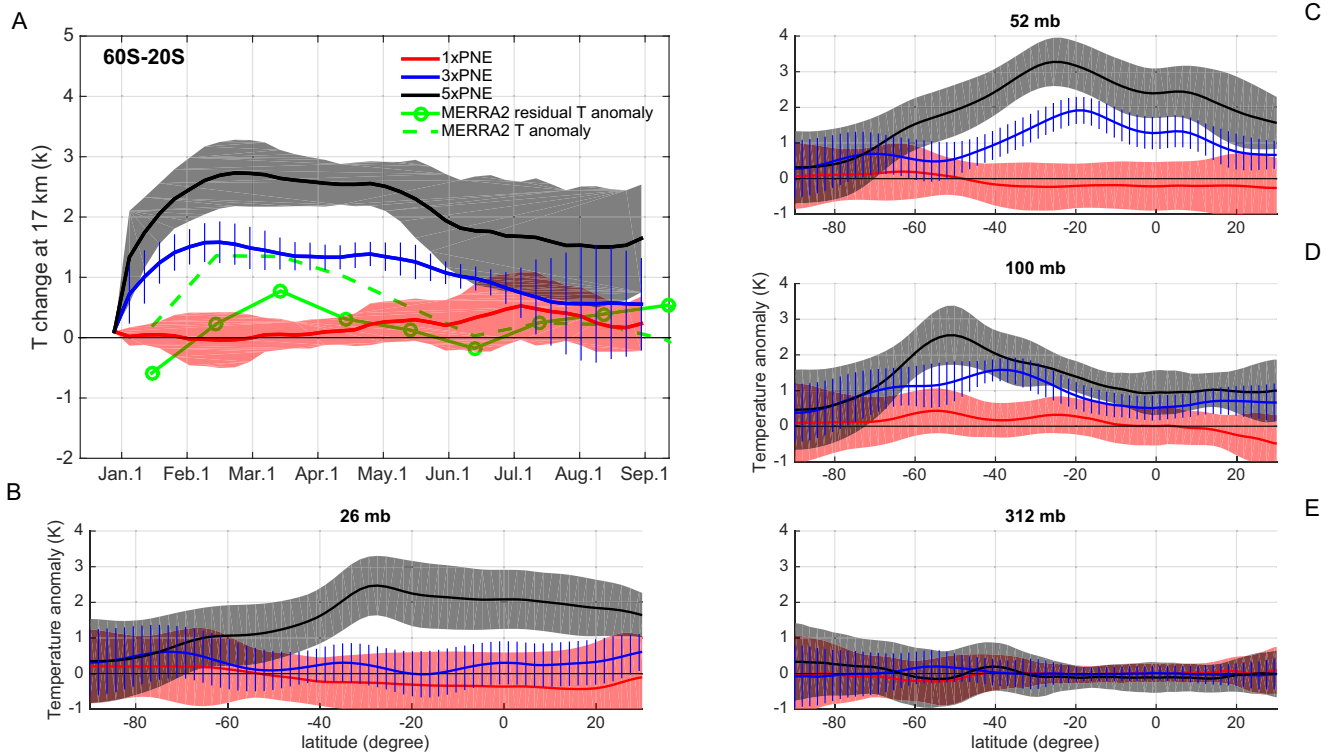 A
60S-20S
1xPNE
3xPNE
5xPNE
MERRA2 residual T anomaly
MERRA2 T anomaly
T change at 17 km (k)
5
4
3
2
1
0
-1
-2
Jan.1 Feb.1 Mar.1 Apr.1 May.1 Jun.1 Jul.1 Aug.1 Sep.1
B
26 mb
Temperature anomaly (K)
4
3
2
1
0
-1
-80 -60 -40 -20 0 20
latitude (degree)
C
52 mb
4
3
2
1
0
-1
-80 -60 -40 -20 0 20
D
100 mb
Temperature anomaly (K)
4
3
2
1
0
-1
-80 -60 -40 -20 0 20
E
312 mb
4
3
2
1
0
-1
-80 -60 -40 -20 0 20
latitude (degree)